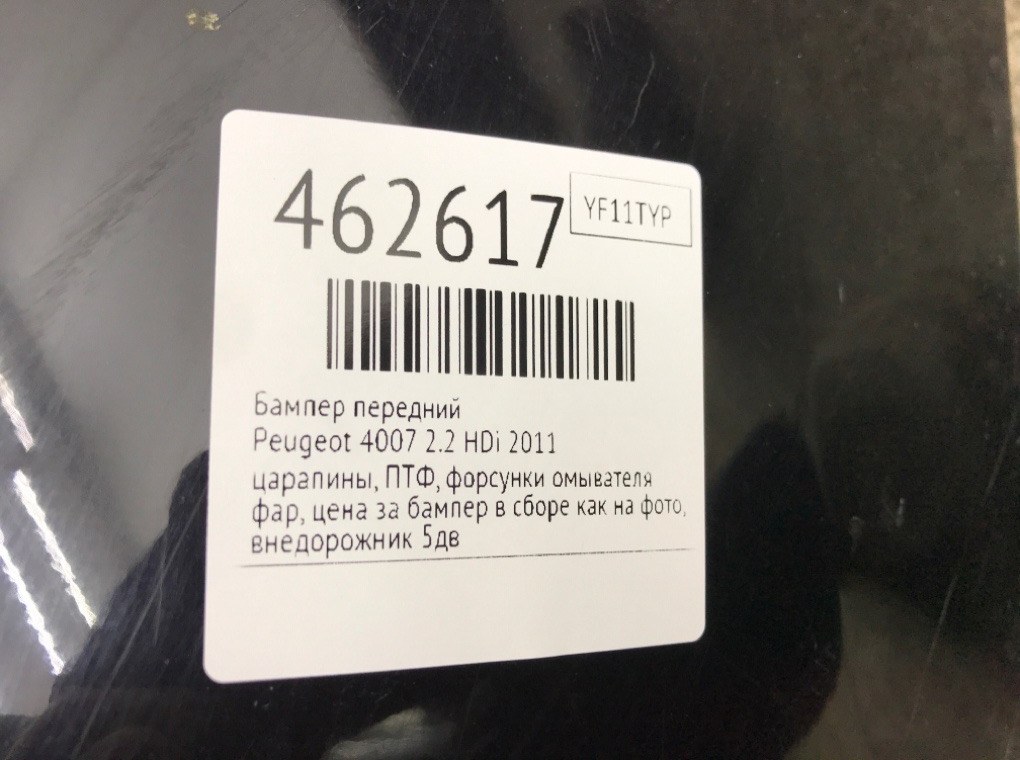 462617
YF11TYP
Бампер передний
Peugeot 4007 2.2 HDi 2011
царапины, ПТФ, форсунки омывателя
фар, цена за бампер в сборе как на фото,
внедорожник 5дв